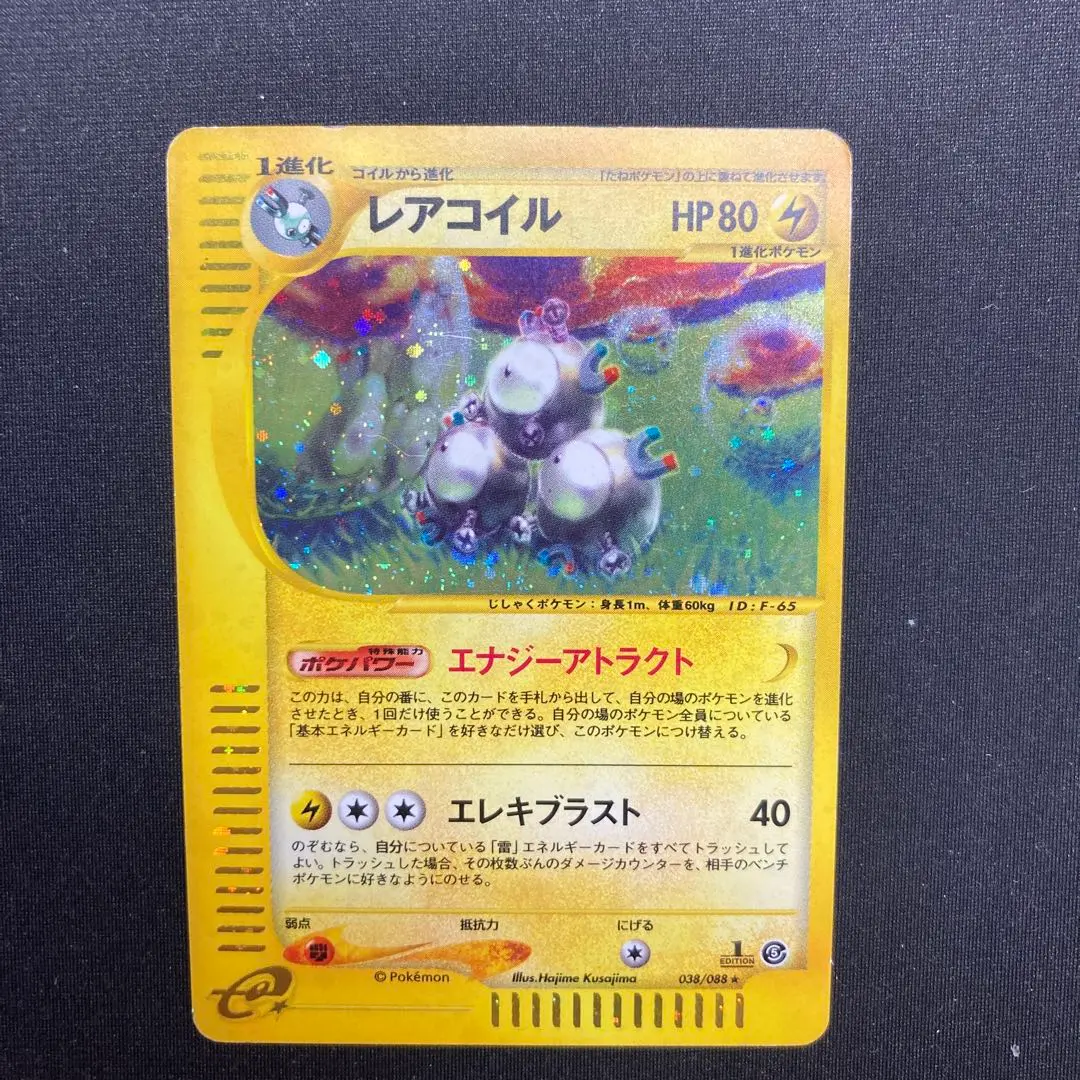 1進化 コイルから進化 「たねポケモン」の上に重ねて進化させます。
レアコイル HP80
1進化ポケモン
じしゃくポケモン：身長1m、体重60kg ID:F-65
特殊能力
ポケパワー エナジーアトラクト
この力は、自分の番に、このカードを手札から出して、自分の場のポケモンを進化
させたとき、1回だけ使うことができる。自分の場のポケモン全員についている
「基本エネルギーカード」を好きなだけ選び、このポケモンにつけ替える。
エレキブラスト 40
のぞむなら、自分についている「雷」エネルギーカードをすべてトラッシュして
よい。トラッシュした場合、その枚数ぶんのダメージカウンターを、相手のベンチ
ポケモンに好きなようにのせる。
弱点 抵抗力 にげる
1
EDITION 5
© Pokémon Illus.Hajime Kusajima 038/088★
e